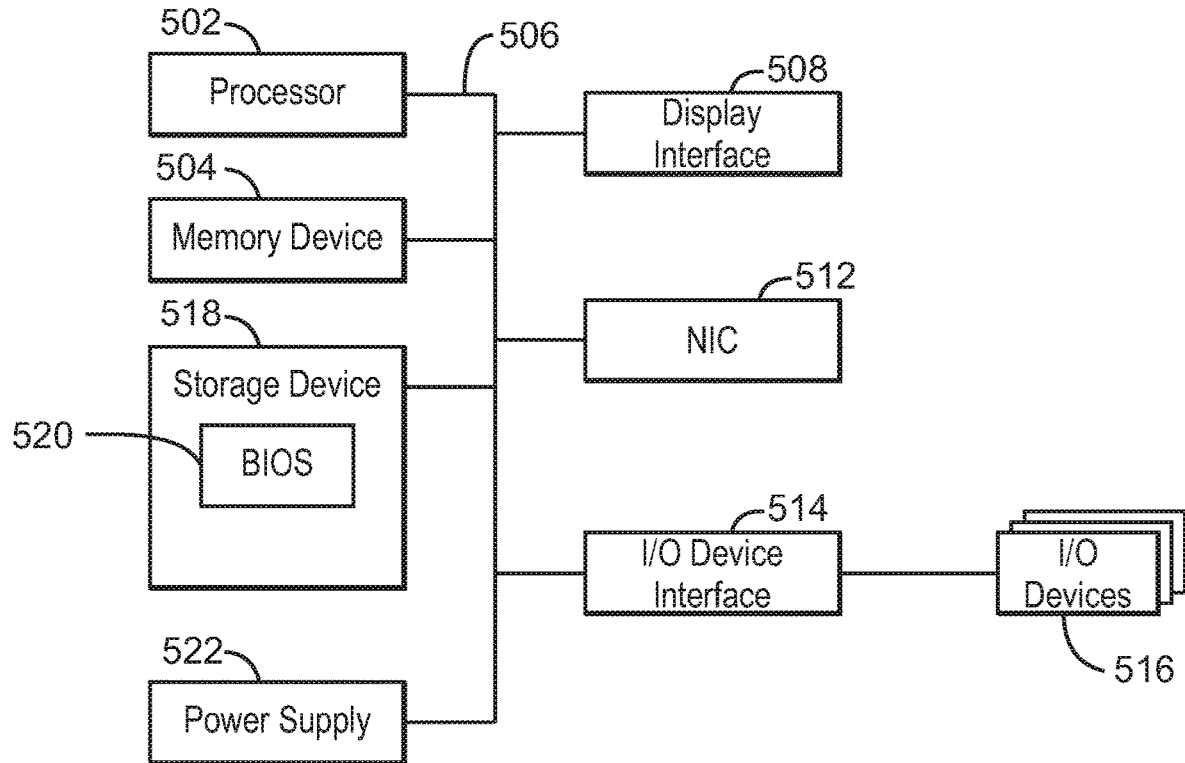 502
506
Processor
508
Display
Interface
504
Memory Device
512
NIC
518
Storage Device
520
BIOS
514
I/O Device
Interface
I/O
Devices
516
522
Power Supply